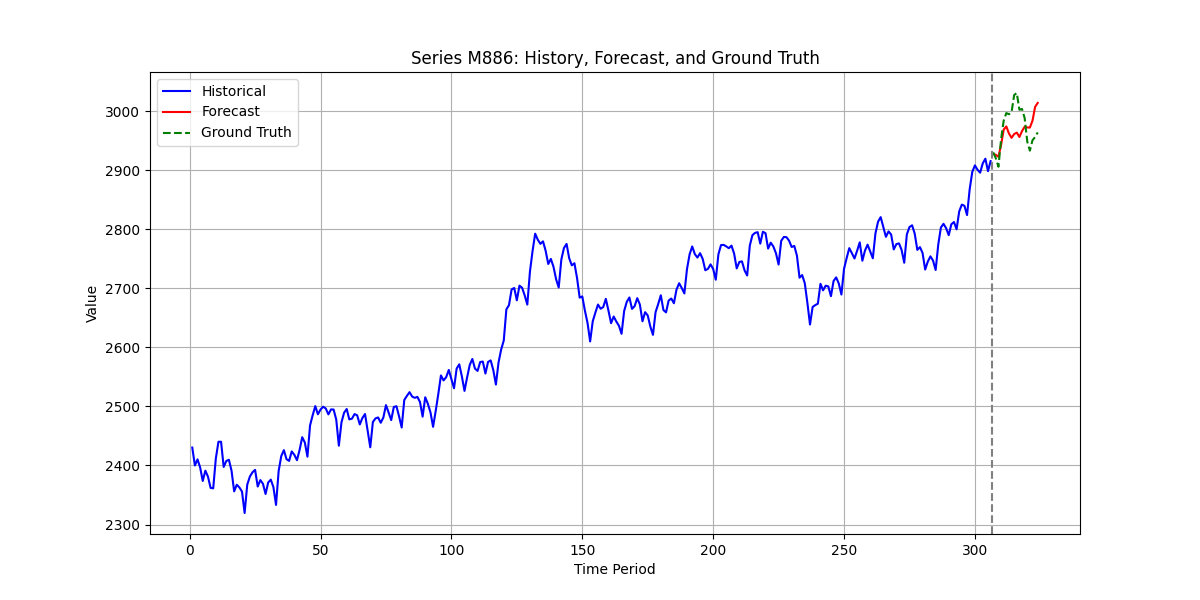 Series M886: History, Forecast, and Ground Truth
Historical
Forecast
Ground Truth
3000
2900
2800
2700
2600
2500
2400
2300
Value
0 50 100 150 200 250 300
Time Period